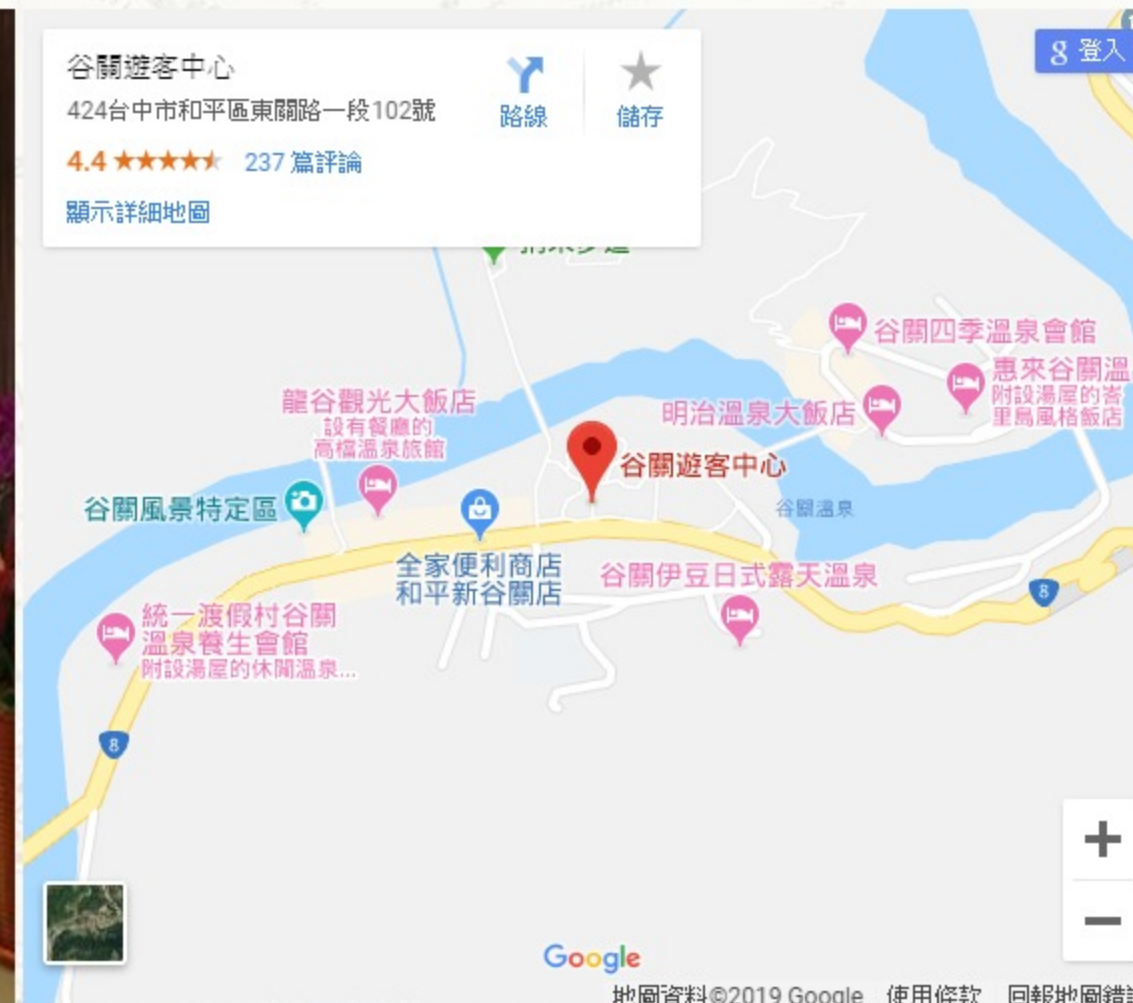 谷關遊客中心
424台中市和平區東關路一段102號
4.4
237 篇評論
顯示詳細地圖
路線
儲存
g 登入
谷關四季溫泉會館
惠來谷關溫
附設湯屋的峇
里島風格飯店
龍谷觀光大飯店
設有餐廳的
高檔溫泉旅館
明治溫泉大飯店
谷關遊客中心
谷關風景特定區
谷關溫泉
全家便利商店
和平新谷關店
谷關伊豆日式露天溫泉
8
統一渡假村谷關
溫泉養生會館
附設湯屋的休閒溫泉...
8
Google
地圖資料©2019 Google
使用條款
回報地圖錯誤